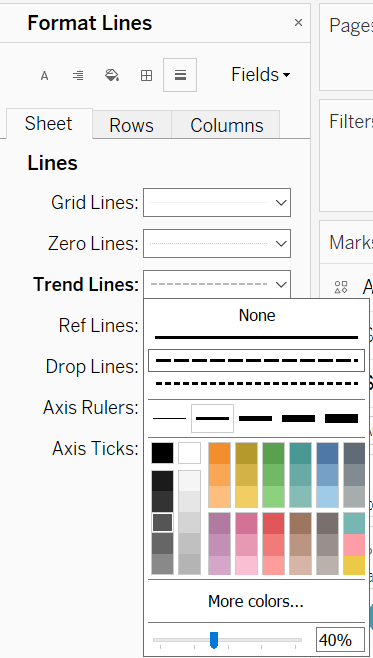 Format Lines
×
Pages
A
Fields
Sheet
Rows
Columns
Filters
Lines
Grid Lines:
Zero Lines:
Marks
Trend Lines:
Ref Lines:
None
Drop Lines:
Axis Rulers:
Axis Ticks:
More colors...
40%